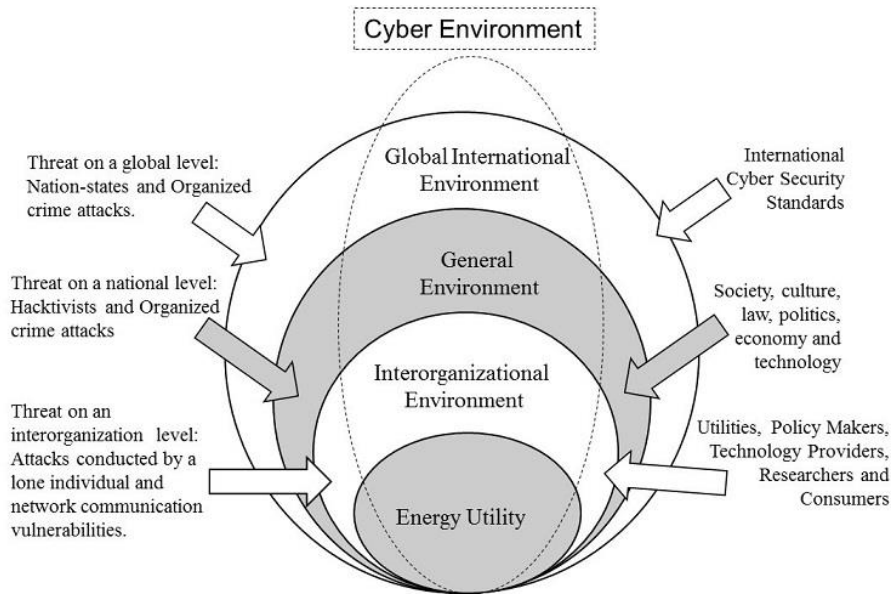 Cyber Environment
Threat on a global level:
Nation-states and Organized
crime attacks.
Global International
Environment
International
Cyber Security
Standards
Threat on a national level:
Hacktivists and Organized
crime attacks
General
Environment
Society, culture,
law, politics,
economy and
technology
Threat on an
interorganization level:
Attacks conducted by a
lone individual and
network communication
vulnerabilities.
Interorganizational
Environment
Utilities, Policy Makers,
Technology Providers,
Researchers and
Consumers
Energy Utility